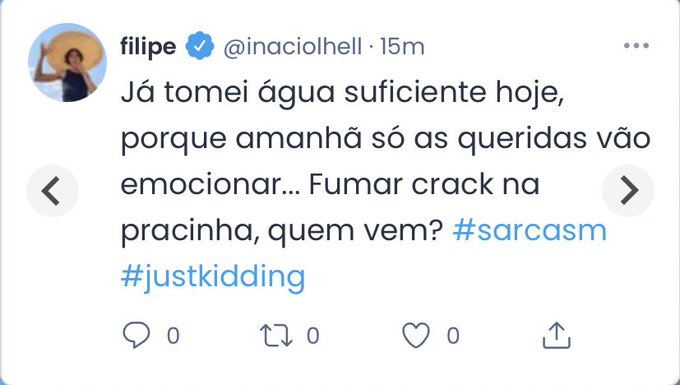 filipe @inaciolhell · 15m
Já tomei água suficiente hoje,
porque amanhã só as queridas vão
emocionar... Fumar crack na
pracinha, quem vem? #sarcasm
#justkidding
0 0 0